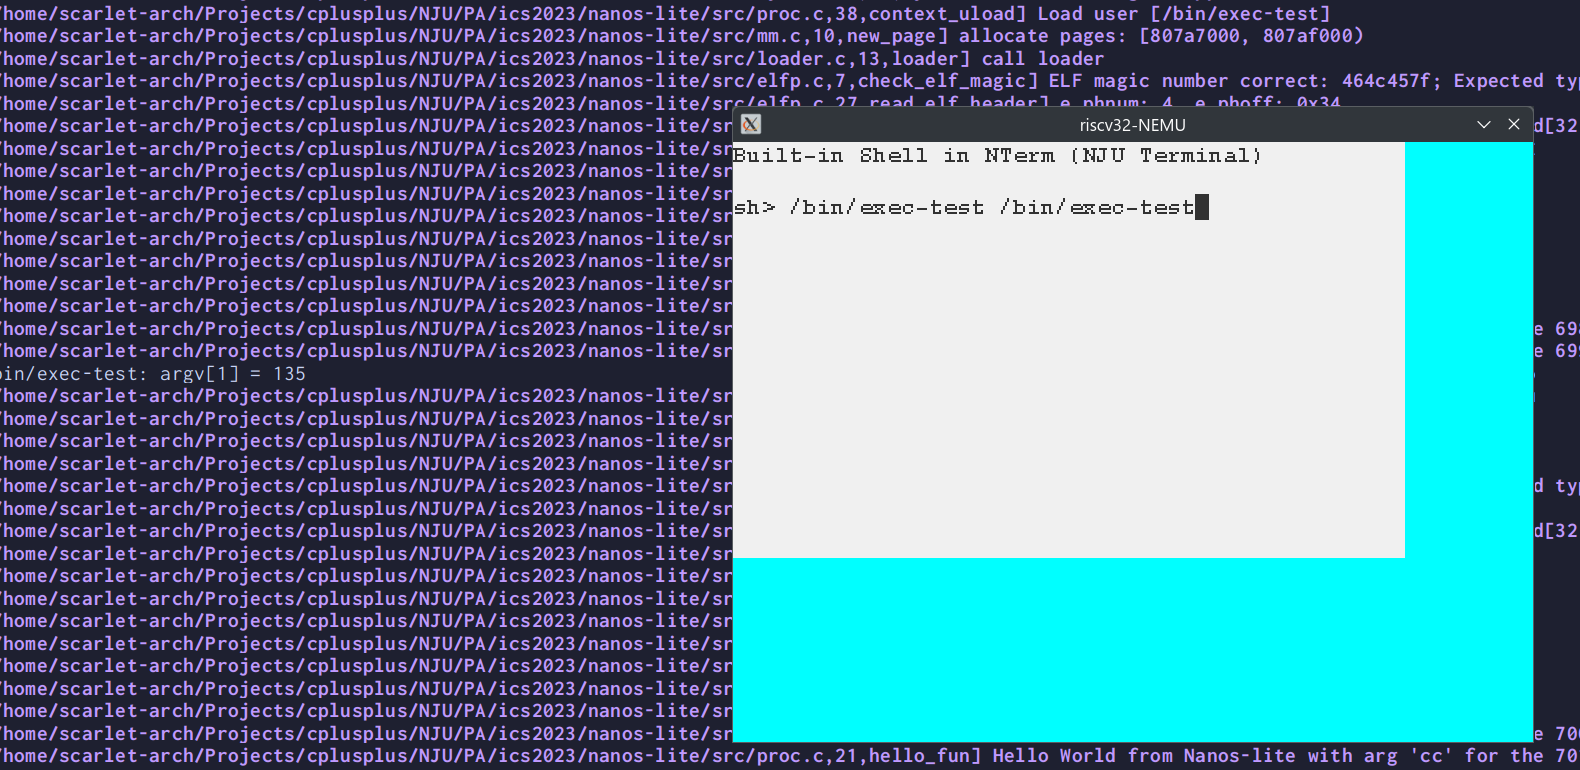 /home/scarlet-arch/Projects/cplusplus/NJU/PA/ics2023/nanos-lite/src/proc.c,38,context_uload] Load user [/bin/exec-test]
/home/scarlet-arch/Projects/cplusplus/NJU/PA/ics2023/nanos-lite/src/mm.c,10,new_page] allocate pages: [807a7000, 807af000)
/home/scarlet-arch/Projects/cplusplus/NJU/PA/ics2023/nanos-lite/src/loader.c,13,loader] call loader
/home/scarlet-arch/Projects/cplusplus/NJU/PA/ics2023/nanos-lite/src/elfp.c,7,check_elf_magic] ELF magic number correct: 464c457f; Expected typ
/home/scarlet-arch/Projects/cplusplus/NJU/PA/ics2023/nanos-lite/src/elfp.c,27,read_elf_header] e_phnum: 4, e_phoff: 0x34
/home/scarlet-arch/Projects/cplusplus/NJU/PA/ics2023/nanos-lite/sr d[32
/home/scarlet-arch/Projects/cplusplus/NJU/PA/ics2023/nanos-lite/sr
/home/scarlet-arch/Projects/cplusplus/NJU/PA/ics2023/nanos-lite/sr
/home/scarlet-arch/Projects/cplusplus/NJU/PA/ics2023/nanos-lite/sr
/home/scarlet-arch/Projects/cplusplus/NJU/PA/ics2023/nanos-lite/sr
/home/scarlet-arch/Projects/cplusplus/NJU/PA/ics2023/nanos-lite/sr
/home/scarlet-arch/Projects/cplusplus/NJU/PA/ics2023/nanos-lite/sr
/home/scarlet-arch/Projects/cplusplus/NJU/PA/ics2023/nanos-lite/sr
/home/scarlet-arch/Projects/cplusplus/NJU/PA/ics2023/nanos-lite/sr
/home/scarlet-arch/Projects/cplusplus/NJU/PA/ics2023/nanos-lite/sr e 698
/home/scarlet-arch/Projects/cplusplus/NJU/PA/ics2023/nanos-lite/sr e 699
bin/exec-test: argv[1] = 135
/home/scarlet-arch/Projects/cplusplus/NJU/PA/ics2023/nanos-lite/sr
/home/scarlet-arch/Projects/cplusplus/NJU/PA/ics2023/nanos-lite/sr
/home/scarlet-arch/Projects/cplusplus/NJU/PA/ics2023/nanos-lite/sr
/home/scarlet-arch/Projects/cplusplus/NJU/PA/ics2023/nanos-lite/sr
/home/scarlet-arch/Projects/cplusplus/NJU/PA/ics2023/nanos-lite/sr d typ
/home/scarlet-arch/Projects/cplusplus/NJU/PA/ics2023/nanos-lite/sr
/home/scarlet-arch/Projects/cplusplus/NJU/PA/ics2023/nanos-lite/sr d[32
/home/scarlet-arch/Projects/cplusplus/NJU/PA/ics2023/nanos-lite/sr
/home/scarlet-arch/Projects/cplusplus/NJU/PA/ics2023/nanos-lite/sr
/home/scarlet-arch/Projects/cplusplus/NJU/PA/ics2023/nanos-lite/sr
/home/scarlet-arch/Projects/cplusplus/NJU/PA/ics2023/nanos-lite/sr
/home/scarlet-arch/Projects/cplusplus/NJU/PA/ics2023/nanos-lite/sr
/home/scarlet-arch/Projects/cplusplus/NJU/PA/ics2023/nanos-lite/sr
/home/scarlet-arch/Projects/cplusplus/NJU/PA/ics2023/nanos-lite/sr
/home/scarlet-arch/Projects/cplusplus/NJU/PA/ics2023/nanos-lite/sr
/home/scarlet-arch/Projects/cplusplus/NJU/PA/ics2023/nanos-lite/sr e 700
/home/scarlet-arch/Projects/cplusplus/NJU/PA/ics2023/nanos-lite/src/proc.c,21,hello_fun] Hello World from Nanos-lite with arg 'cc' for the 70
riscv32-NEMU
Built-in Shell in NTerm (NJU Terminal)
sh> /bin/exec-test /bin/exec-test